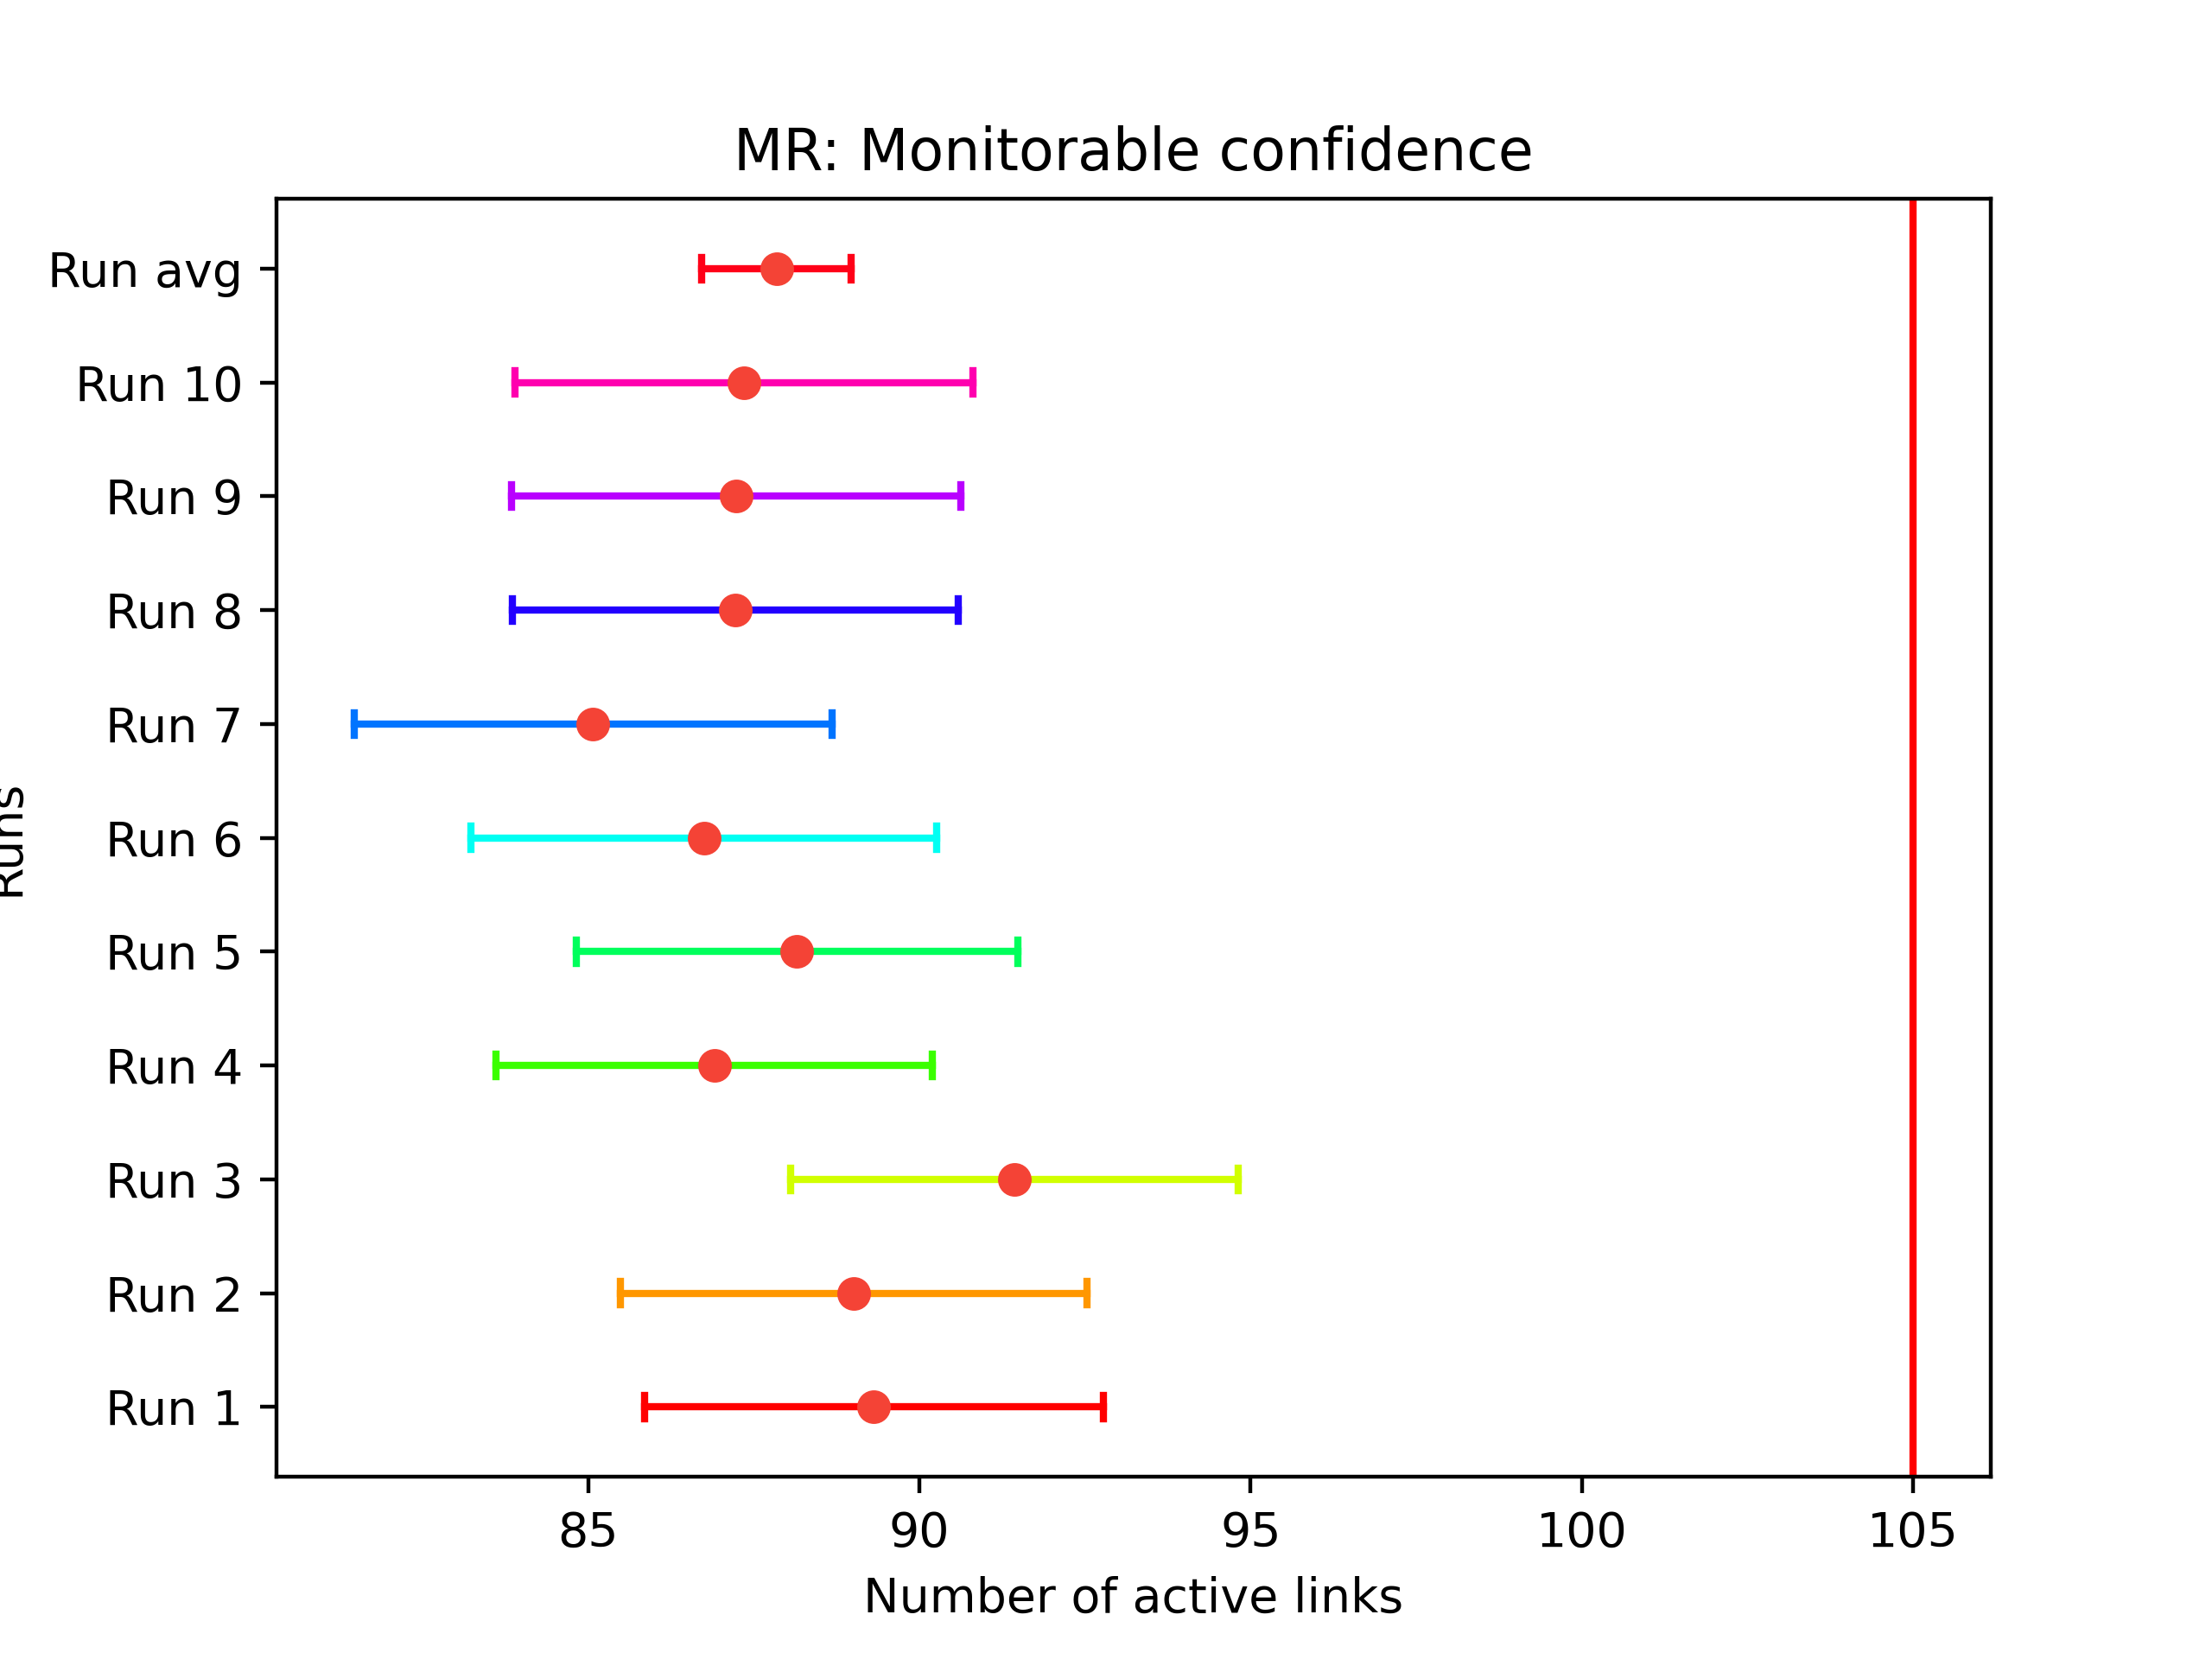 MR: Monitorable confidence
Run avg
Run 10
Run 9
Run 8
Run 7
Run 6
Run 5
Run 4
Run 3
Run 2
Run 1
Runs
85 90 95 100 105
Number of active links